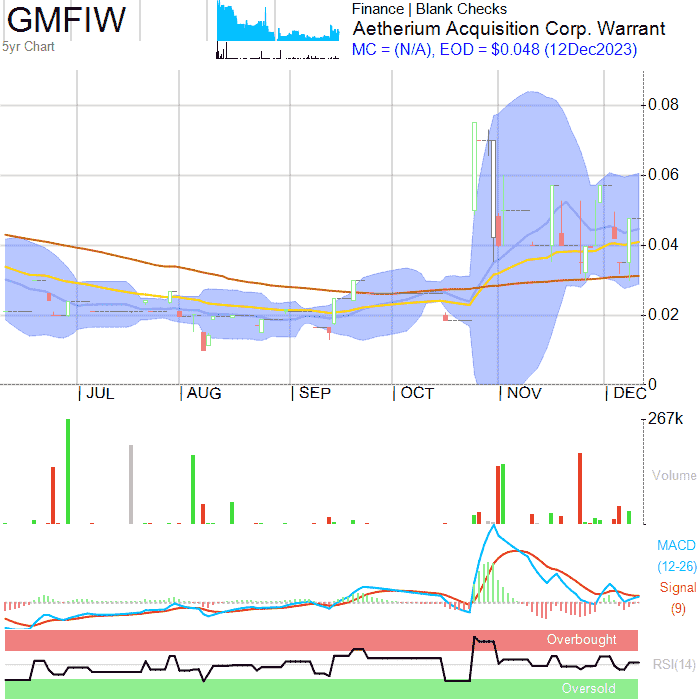 GMFIW
5yr Chart
Finance | Blank Checks
Aetherium Acquisition Corp. Warrant
MC = (N/A), EOD = $0.048 (12Dec2023)
0.08
0.06
0.04
0.02
0
| JUL | AUG | SEP | OCT | NOV | DEC
267k
Volume
MACD
(12-26)
Signal
(9)
Overbought
RSI(14)
Oversold